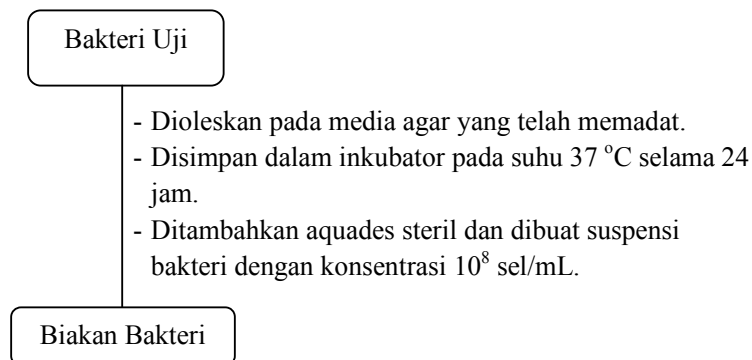 Bakteri Uji
- Dioleskan pada media agar yang telah memadat.
- Disimpan dalam inkubator pada suhu 37 °C selama 24
jam.
- Ditambahkan aquades steril dan dibuat suspensi
bakteri dengan konsentrasi 10⁸ sel/mL.
Biakan Bakteri